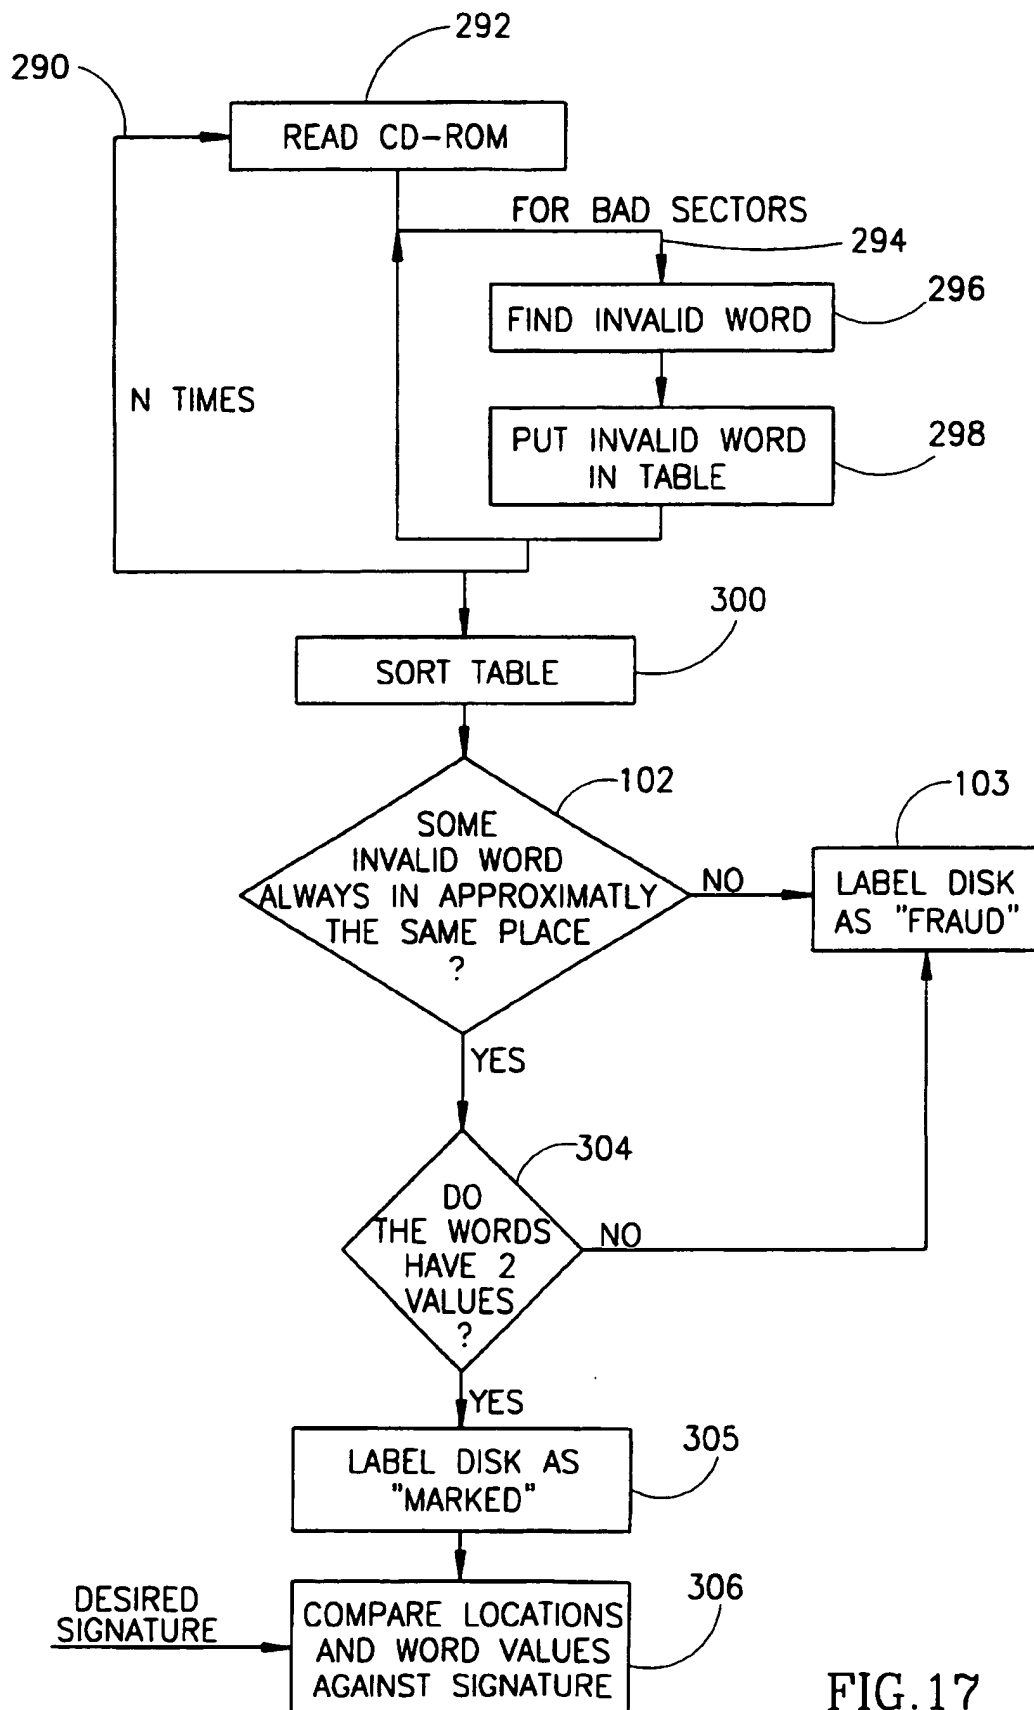 292
290
READ CD-ROM
FOR BAD SECTORS
294
296
FIND INVALID WORD
N TIMES
PUT INVALID WORD
IN TABLE
298
300
SORT TABLE
102
103
SOME
INVALID WORD
ALWAYS IN APPROXIMATLY
THE SAME PLACE
?
NO
LABEL DISK
AS "FRAUD"
YES
304
DO
THE WORDS
HAVE 2
VALUES
?
NO
YES
305
LABEL DISK AS
"MARKED"
306
DESIRED
SIGNATURE
COMPARE LOCATIONS
AND WORD VALUES
AGAINST SIGNATURE
FIG.17